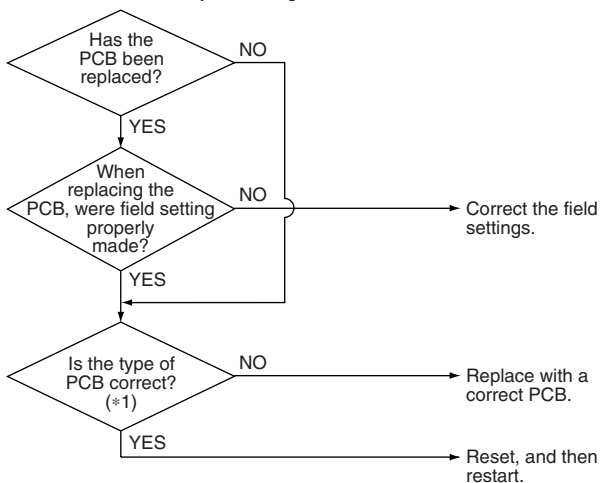 Has the
PCB been
replaced?
NO
YES
When
replacing the
PCB, were field setting
properly
made?
NO
Correct the field
settings.
YES
Is the type of
PCB correct?
(*1)
NO
Replace with a
correct PCB.
YES
Reset, and then
restart.